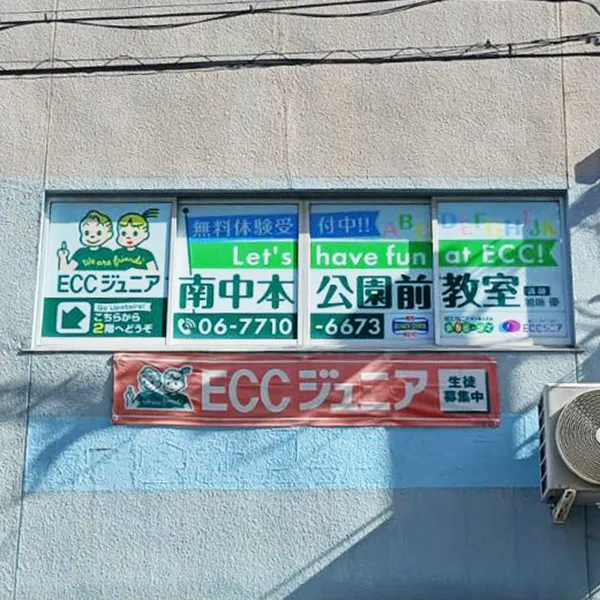 We are friends!
ECCジュニア
Go Upstairs!
こちらから
2階へどうぞ
無料体験受付中!!
ABCDEFGHIJK
Let's have fun at ECC!
南中本公園前教室
06-7710-6673
ECCジュニア
ECCジュニア
生徒
募集中